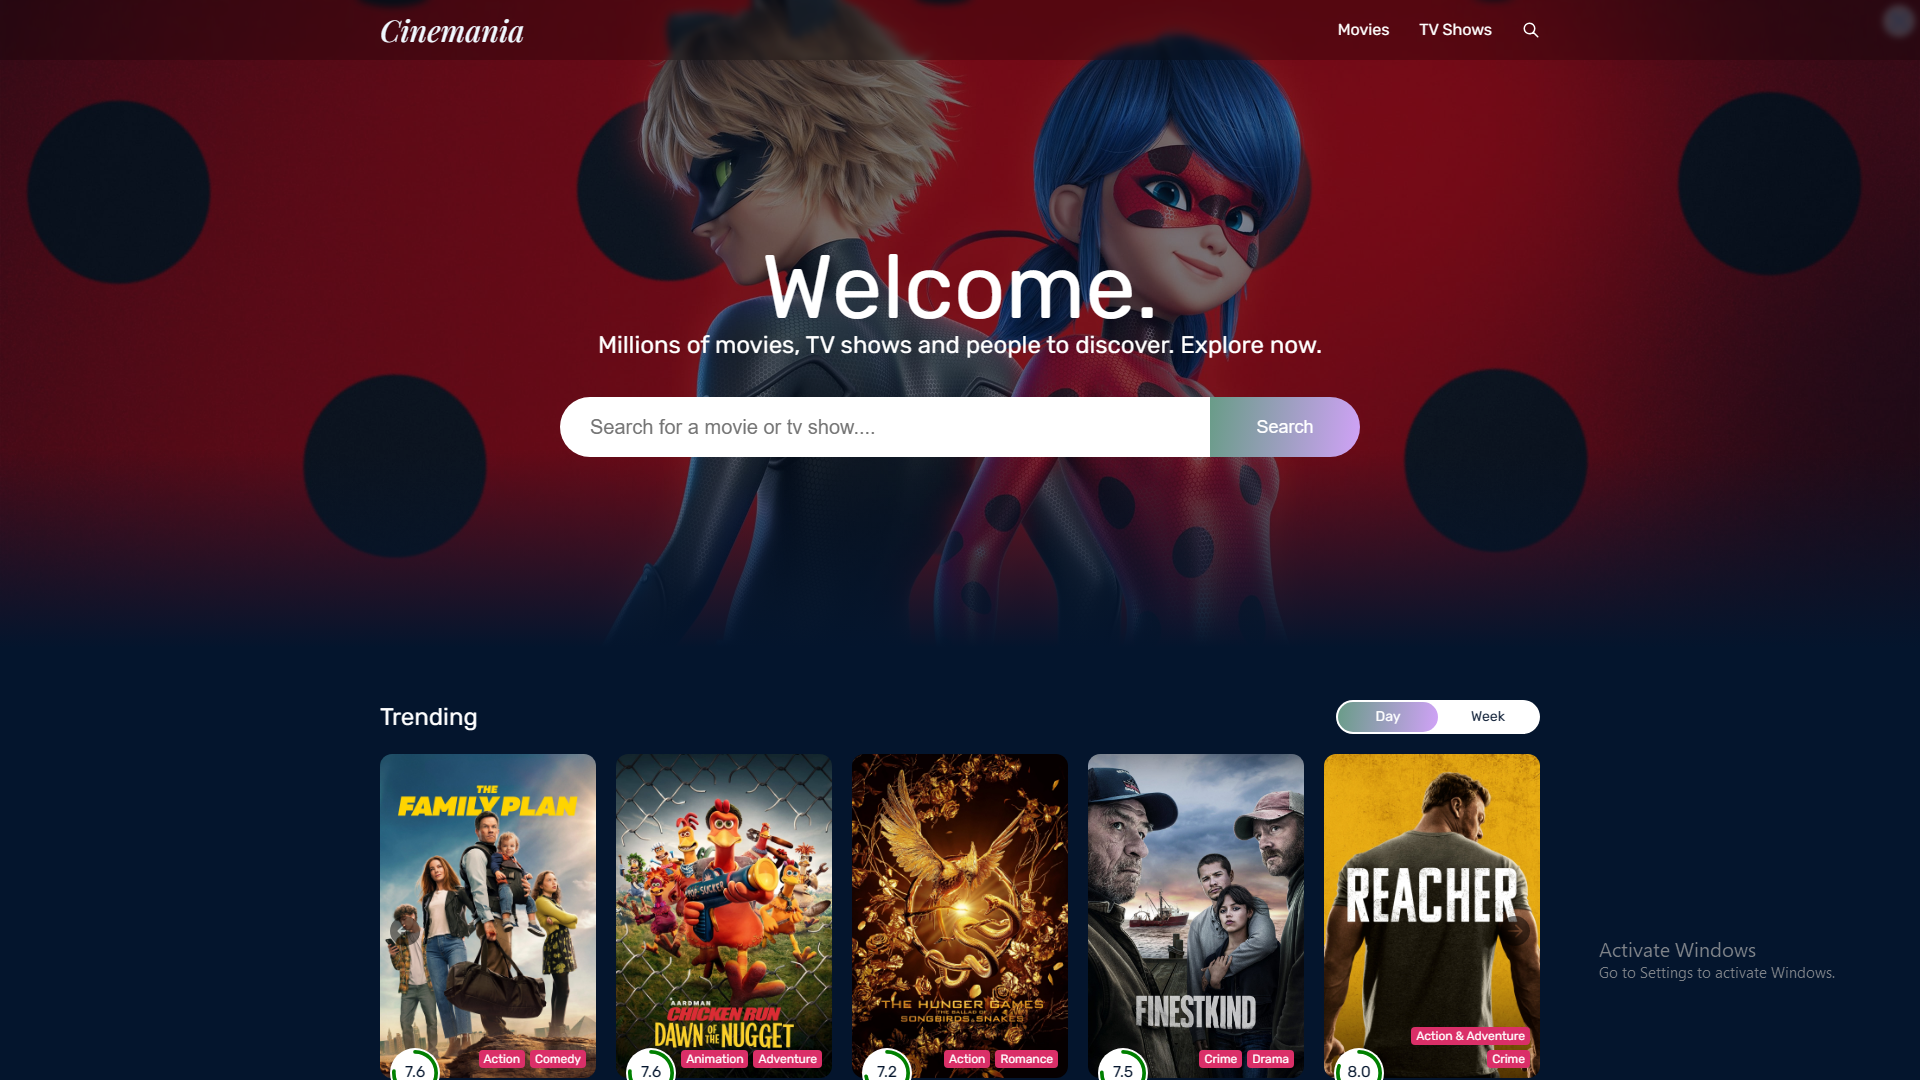 Cinemania
Movies
TV Shows
Welcome.
Millions of movies, TV shows and people to discover. Explore now.
Search for a movie or tv show....
Search
Trending
Day
Week
THE
FAMILY PLAN
Action
Comedy
7.6
AARDMAN
CHICKEN RUN
DAWN OF THE NUGGET
Animation
Adventure
7.6
THE HUNGER GAMES
THE BALLAD OF
SONGBIRDS & SNAKES
Action
Romance
7.2
FINESTKIND
Crime
Drama
7.5
REACHER
Action & Adventure
Crime
8.0
Activate Windows
Go to Settings to activate Windows.